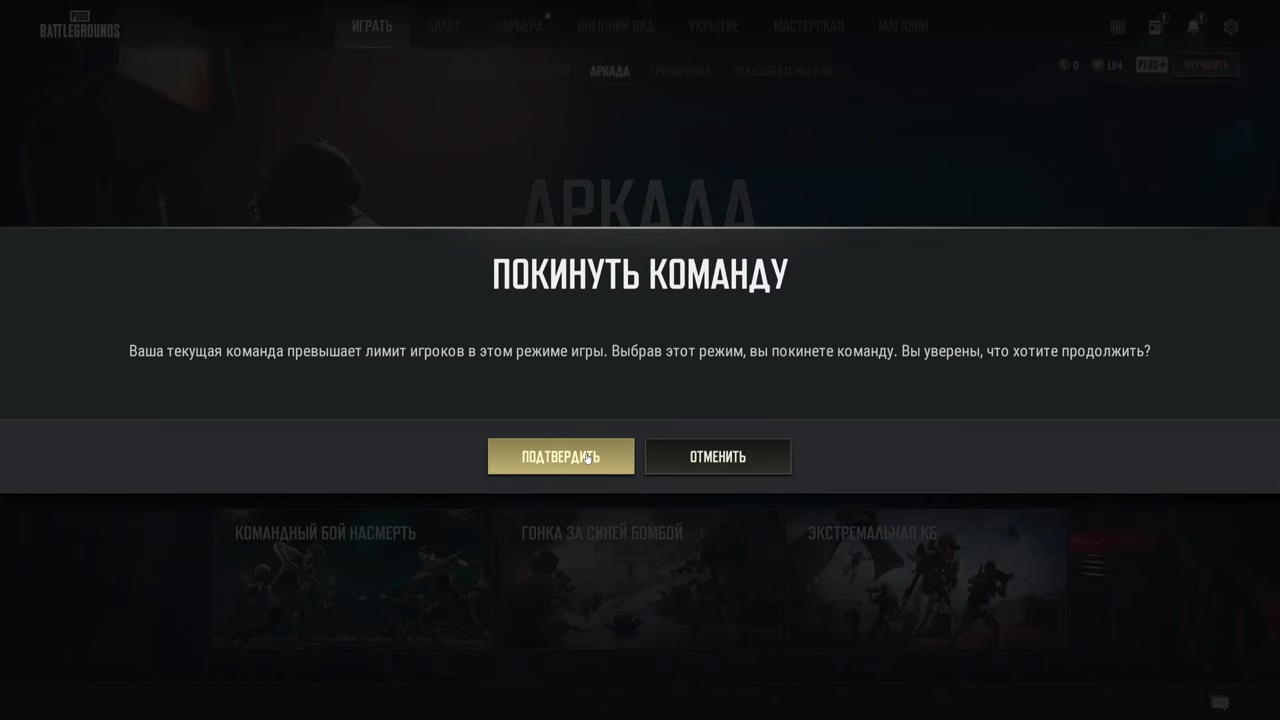 PUBG
BATTLEGROUNDS
ИГРАТЬ
БИЛЕТ
КАРЬЕРА
ВНЕШНИЙ ВИД
УКРЫТИЕ
МАСТЕРСКАЯ
МАГАЗИН
АРКАДА
ТРЕНИРОВКА
ПОЛЬЗОВАТЕЛЬСКИЙ
0
184
PLUS+
УЛУЧШИТЬ
АРКАДА
ПОКИНУТЬ КОМАНДУ
Ваша текущая команда превышает лимит игроков в этом режиме игры. Выбрав этот режим, вы покинете команду. Вы уверены, что хотите продолжить?
ПОДТВЕРДИТЬ
ОТМЕНИТЬ
КОМАНДНЫЙ БОЙ НАСМЕРТЬ
ГОНКА ЗА СИНЕЙ БОМБОЙ
ЭКСТРЕМАЛЬНАЯ КБ